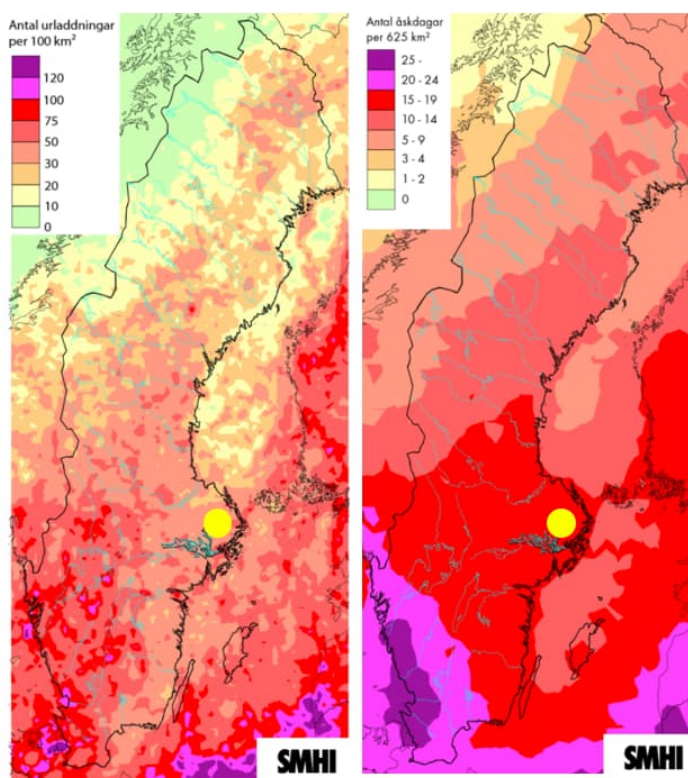 Antal urladdningar
per 100 km²
120
100
75
50
30
20
10
0
SMHI
Antal åskdagar
per 625 km²
25 -
20 - 24
15 - 19
10 - 14
5 - 9
3 - 4
1 - 2
0
SMHI